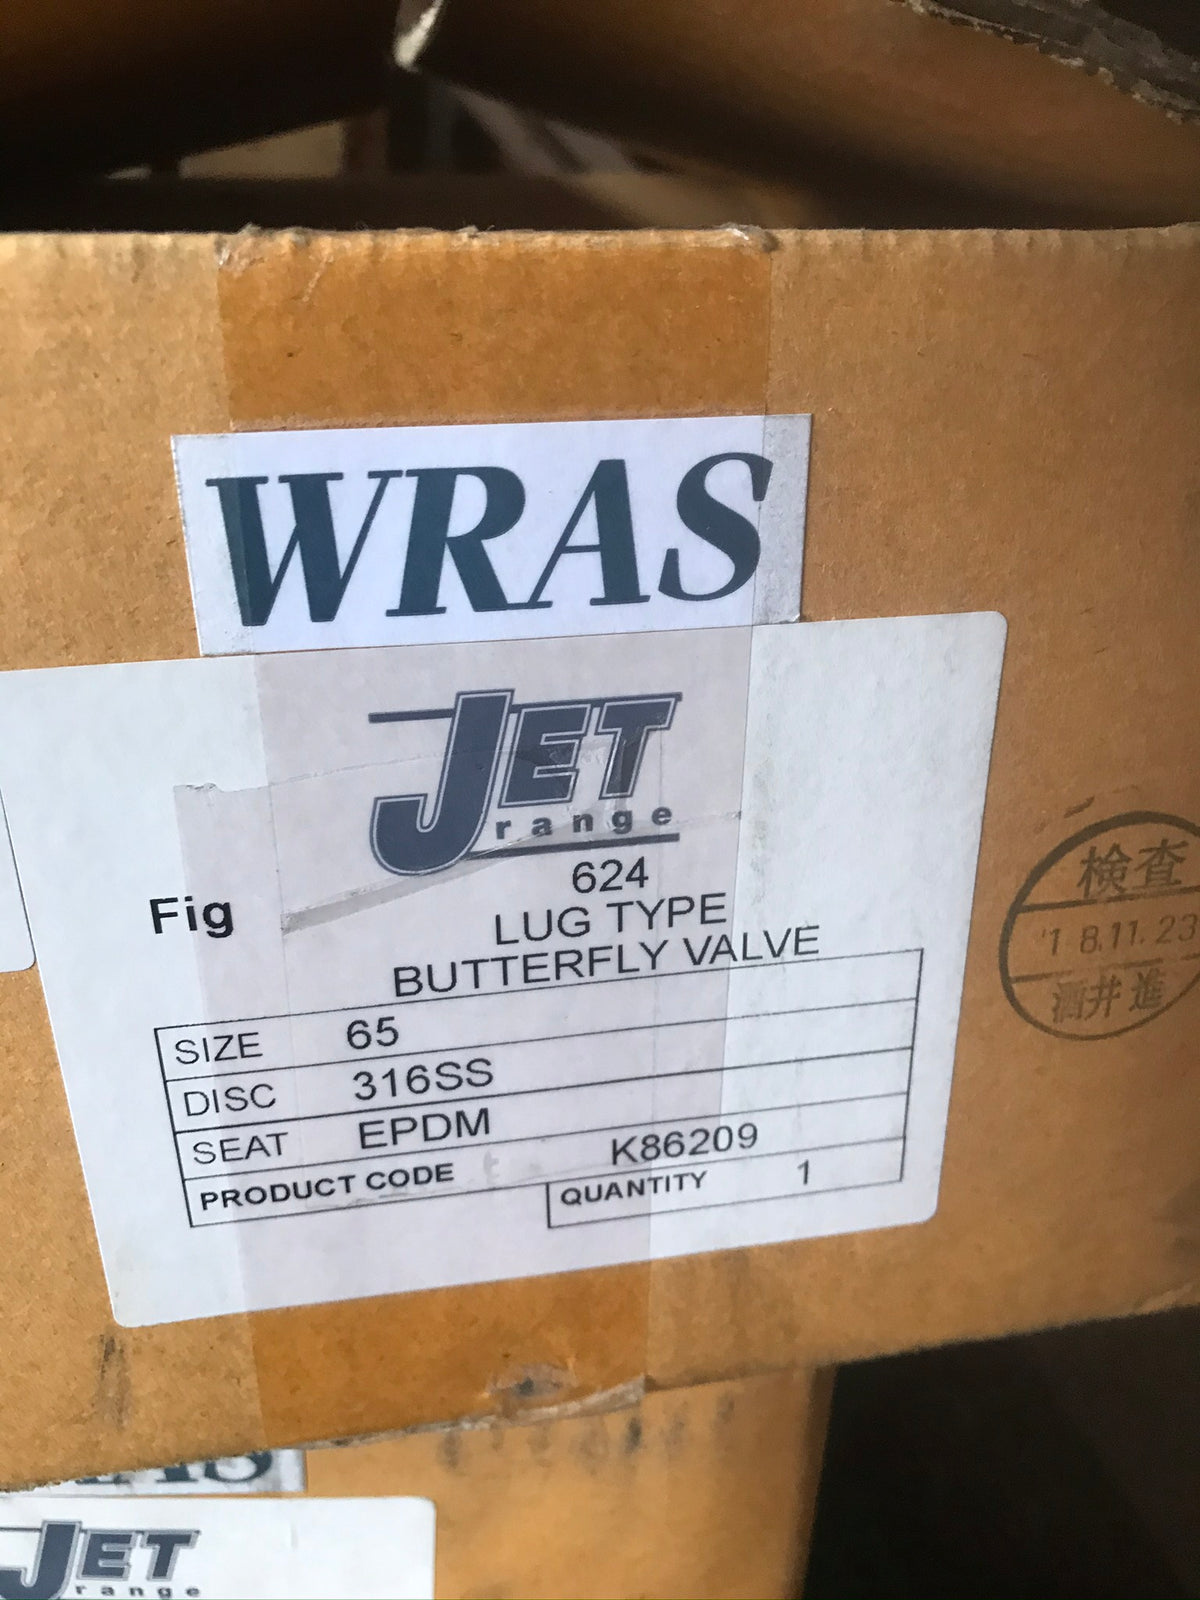 WRAS
JET
range
Fig 624
LUG TYPE
BUTTERFLY VALVE
SIZE 65
DISC 316SS
SEAT EPDM
PRODUCT CODE K86209
QUANTITY 1
検査
'18.11.23
酒井進
JET
range